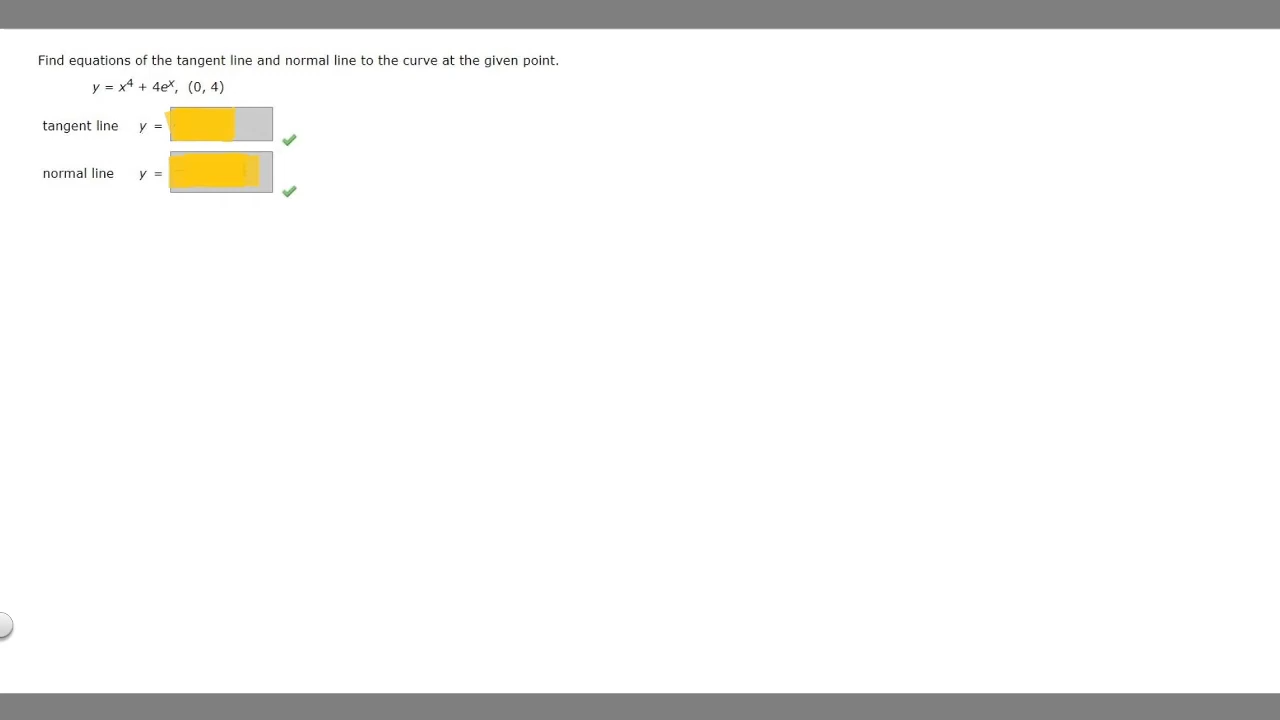 Find equations of the tangent line and normal line to the curve at the given point.
y = x⁴ + 4eˣ, (0, 4)
tangent line y =
normal line y =